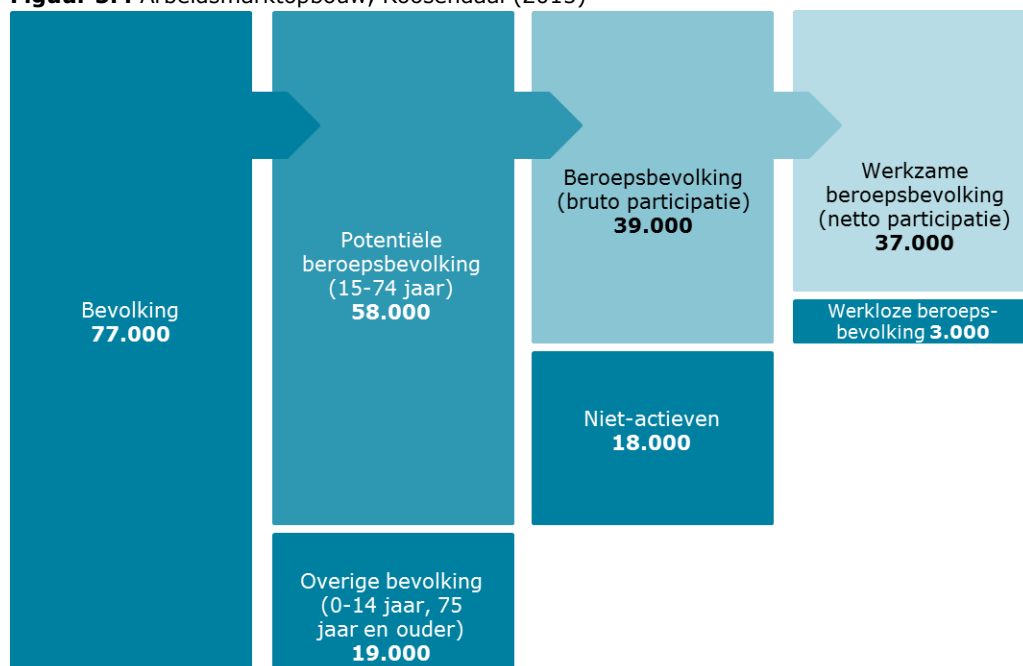 Arbeidsmarktopbouw, Roosendaal (2015)
Bevolking
77.000
Potentiële
beroepsbevolking
(15-74 jaar)
58.000
Overige bevolking
(0-14 jaar, 75
jaar en ouder)
19.000
Beroepsbevolking
(bruto participatie)
39.000
Niet-actieven
18.000
Werkzame
beroepsbevolking
(netto participatie)
37.000
Werkloze beroeps-
bevolking 3.000